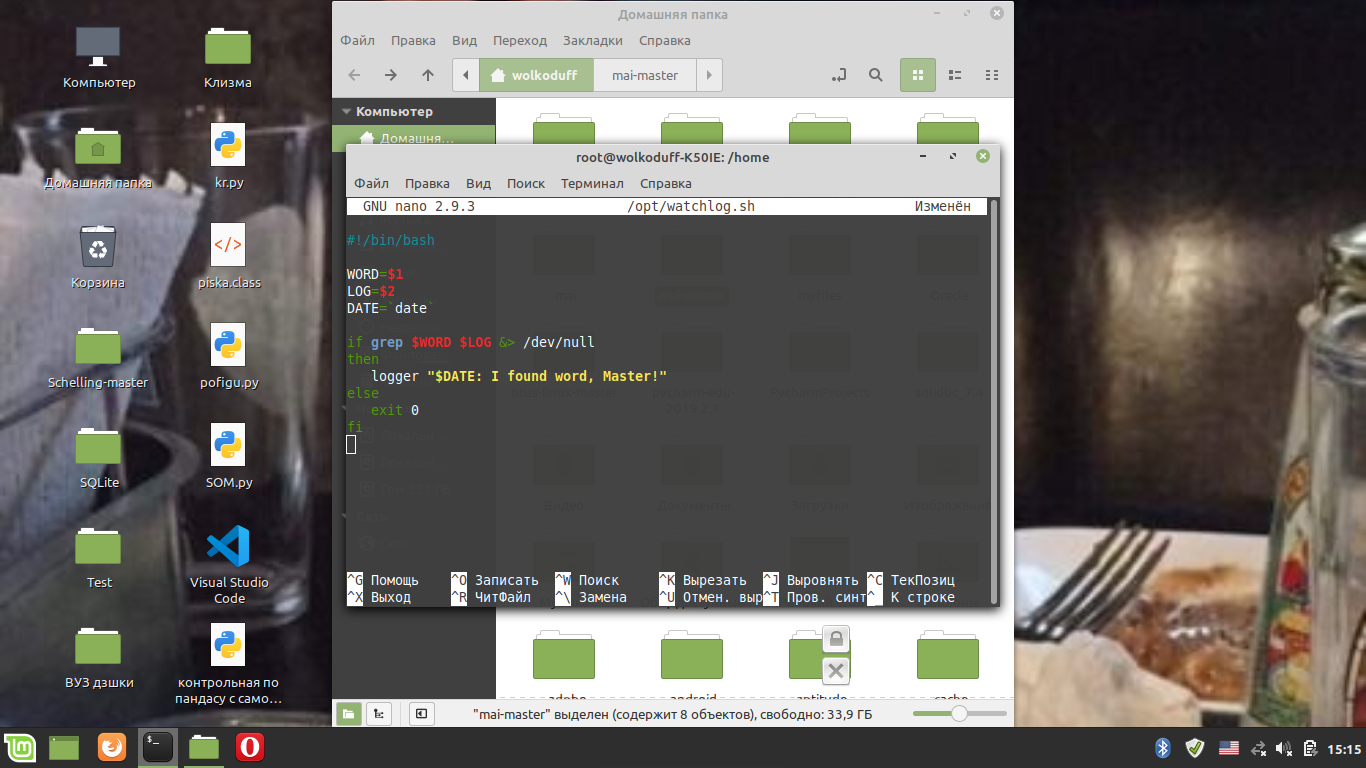 Компьютер
Клизма
Домашняя папка
kr.py
Корзина
</>
piska.class
Schelling-master
pofigu.py
SQLite
SOM.py
Test
Visual Studio
Code
ВУЗ дзшки
контрольная по
пандасу с само...
Домашняя папка
Файл Правка Вид Переход Закладки Справка
wolkoduff mai-master
Компьютер
Домашня...
root@wolkoduff-K50IE: /home
Файл Правка Вид Поиск Терминал Справка
GNU nano 2.9.3 /opt/watchlog.sh Изменён
#!/bin/bash
WORD=$1
LOG=$2
DATE=`date`
if grep $WORD $LOG &> /dev/null
then
logger "$DATE: I found word, Master!"
else
exit 0
fi
^G Помощь ^O Записать ^W Поиск ^K Вырезать ^J Выровнять ^C ТекПозиц
^X Выход ^R ЧитФайл ^\ Замена ^U Отмен. выр ^T Пров. синт ^_ К строке
adobe android aptitude cache
"mai-master" выделен (содержит 8 объектов), свободно: 33,9 ГБ
$_
15:15